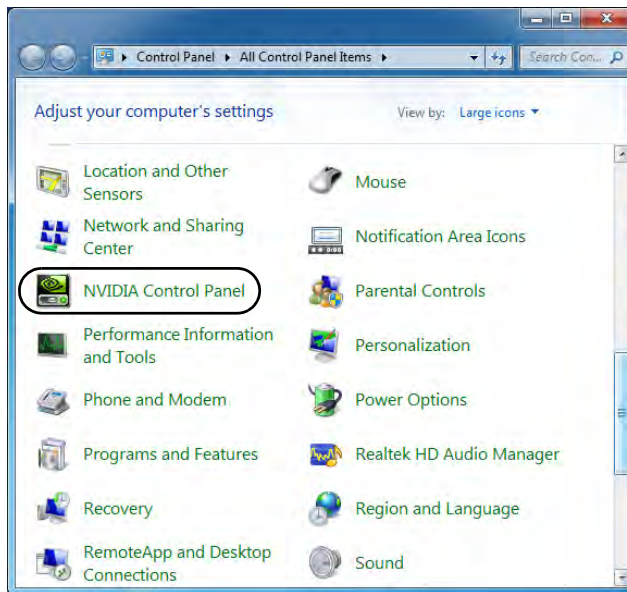 Control Panel ▸ All Control Panel Items ▸
Search Con...
Adjust your computer's settings
View by: Large icons
Location and Other
Sensors
Mouse
Network and Sharing
Center
Notification Area Icons
NVIDIA Control Panel
Parental Controls
Performance Information
and Tools
Personalization
Phone and Modem
Power Options
Programs and Features
Realtek HD Audio Manager
Recovery
Region and Language
RemoteApp and Desktop
Connections
Sound